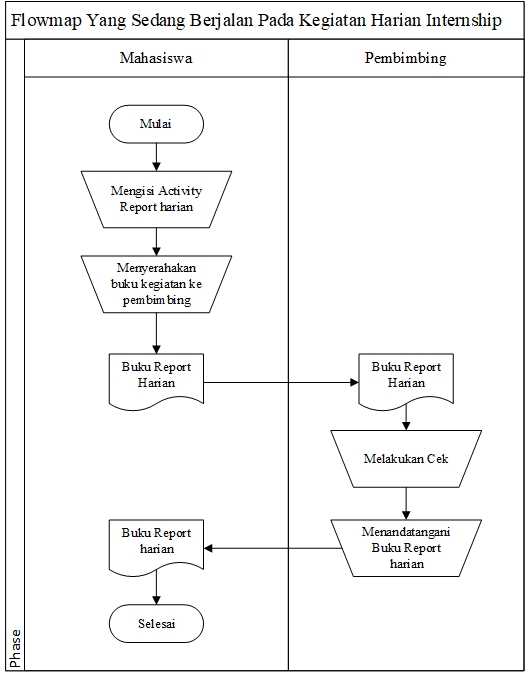 Flowmap Yang Sedang Berjalan Pada Kegiatan Harian Internship
Mahasiswa
Pembimbing
Mulai
Mengisi Activity
Report harian
Menyerahakan
buku kegiatan ke
pembimbing
Buku Report
Harian
Buku Report
Harian
Melakukan Cek
Menandatangani
Buku Report
harian
Buku Report
harian
Selesai
Phase